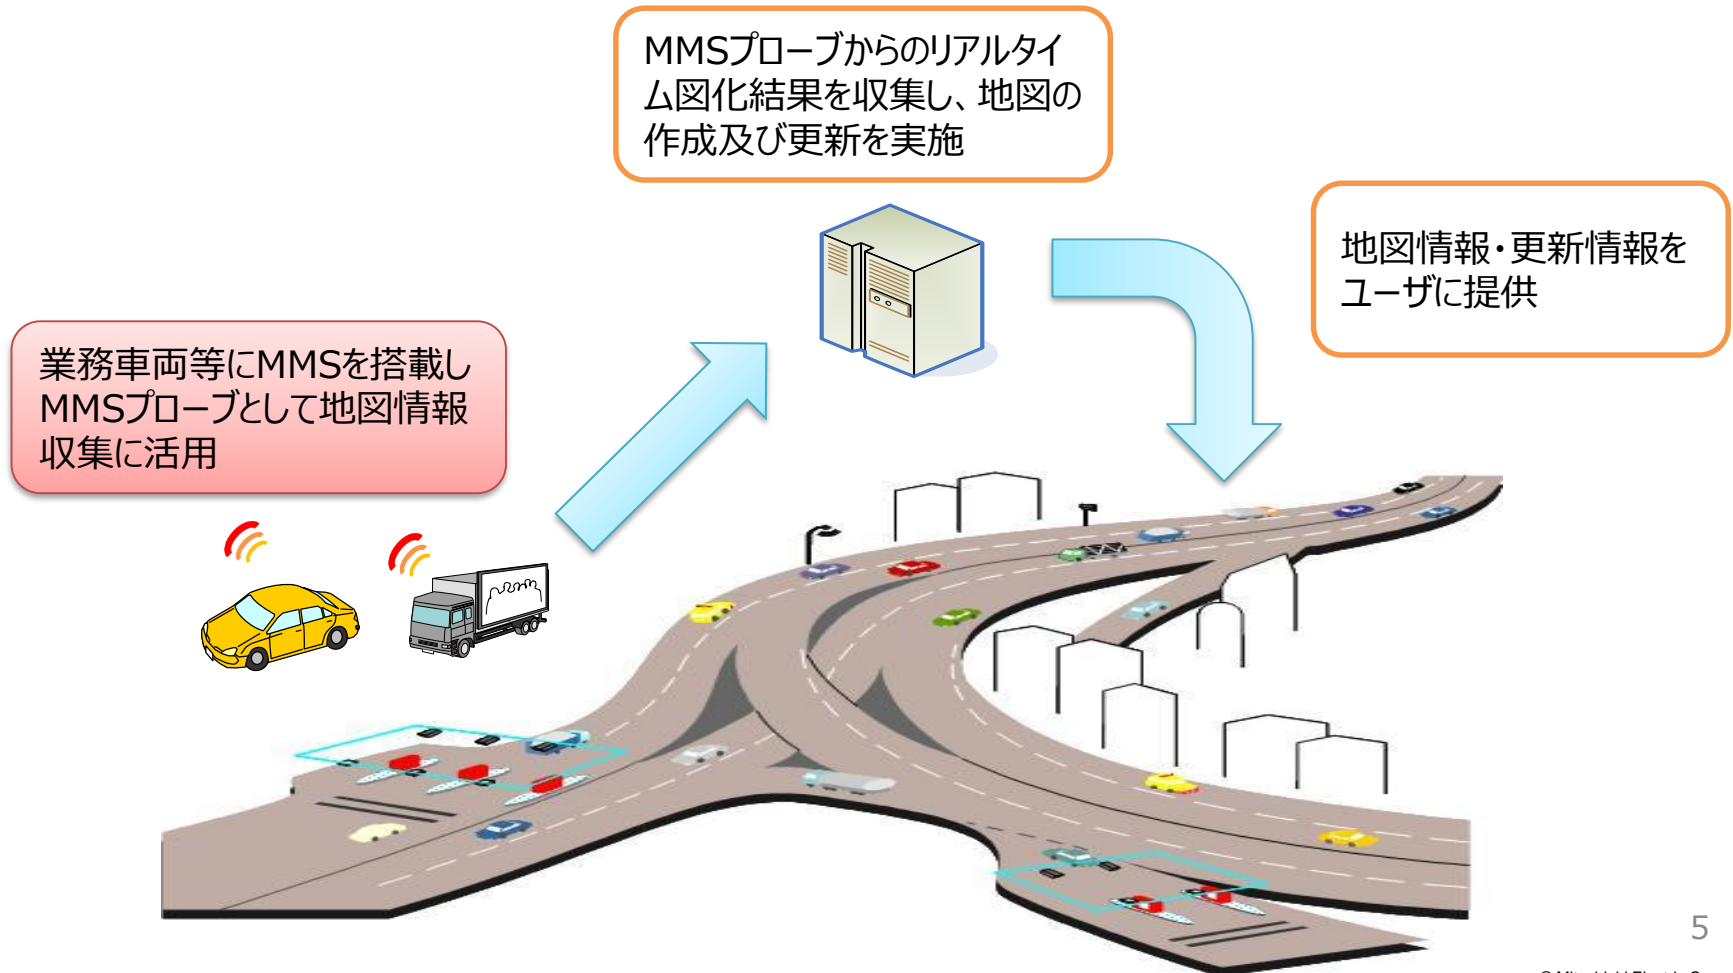 MMSプローブからのリアルタイ
ム図化結果を収集し、地図の
作成及び更新を実施
地図情報・更新情報を
ユーザに提供
業務車両等にMMSを搭載し
MMSプローブとして地図情報
収集に活用
5